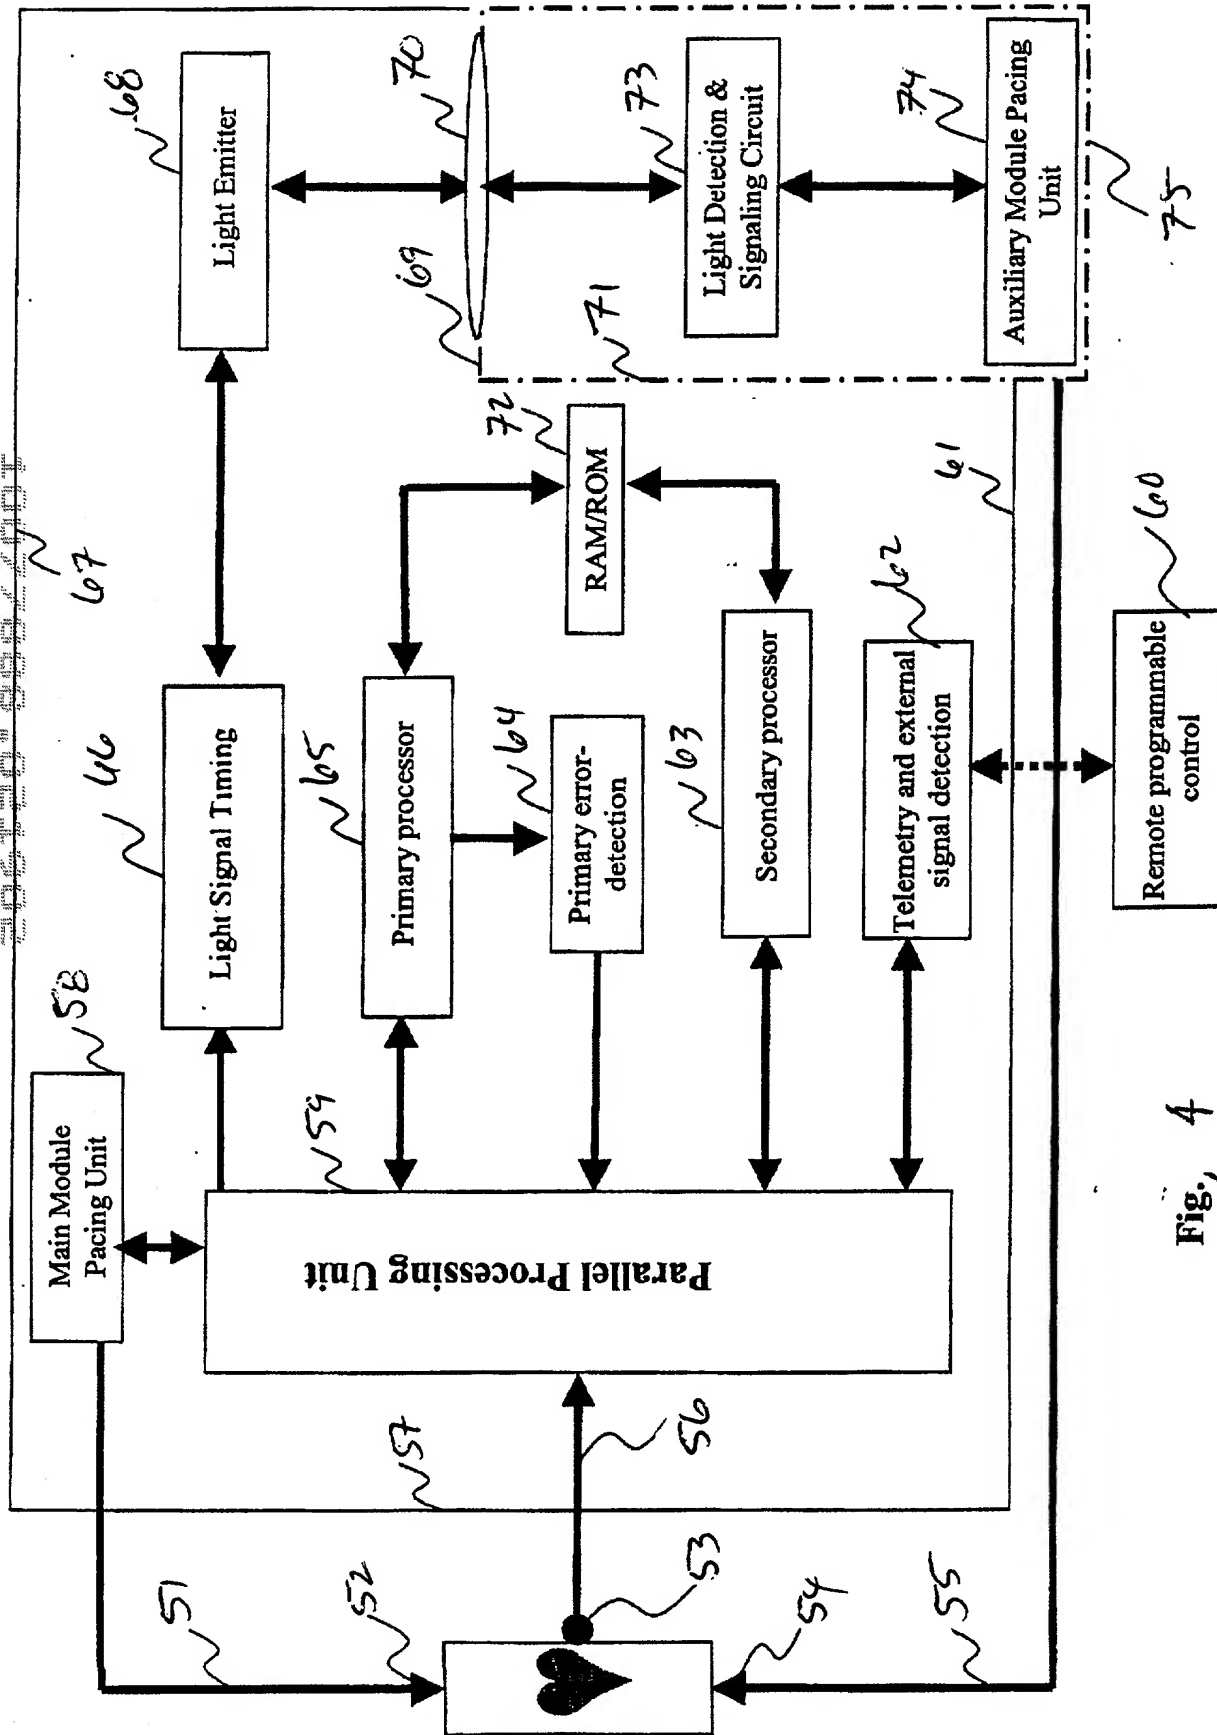 67
58
Main Module
Pacing Unit
46
Light Signal Timing
68
Light Emitter
59
Parallel Processing Unit
65
Primary processor
64
Primary error-
detection
72
RAM/ROM
63
Secondary processor
62
Telemetry and external
signal detection
69
70
71
73
Light Detection &
Signaling Circuit
74
Auxiliary Module Pacing
Unit
75
57
56
51
52
53
54
55
61
60
Remote programmable
control
Fig., 4